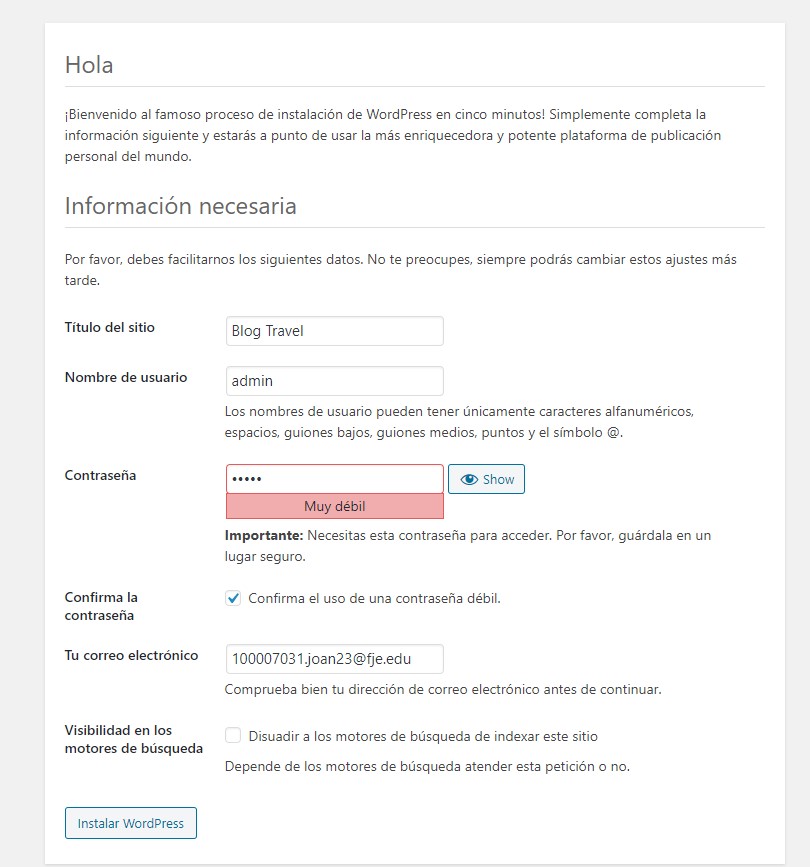 Hola
¡Bienvenido al famoso proceso de instalación de WordPress en cinco minutos! Simplemente completa la
información siguiente y estarás a punto de usar la más enriquecedora y potente plataforma de publicación
personal del mundo.
Información necesaria
Por favor, debes facilitarnos los siguientes datos. No te preocupes, siempre podrás cambiar estos ajustes más
tarde.
Título del sitio
Blog Travel
Nombre de usuario
admin
Los nombres de usuario pueden tener únicamente caracteres alfanuméricos,
espacios, guiones bajos, guiones medios, puntos y el símbolo @.
Contraseña
•••••
Show
Muy débil
Importante: Necesitas esta contraseña para acceder. Por favor, guárdala en un
lugar seguro.
Confirma la
contraseña
Confirma el uso de una contraseña débil.
Tu correo electrónico
100007031.joan23@fje.edu
Comprueba bien tu dirección de correo electrónico antes de continuar.
Visibilidad en los
motores de búsqueda
Disuadir a los motores de búsqueda de indexar este sitio
Depende de los motores de búsqueda atender esta petición o no.
Instalar WordPress